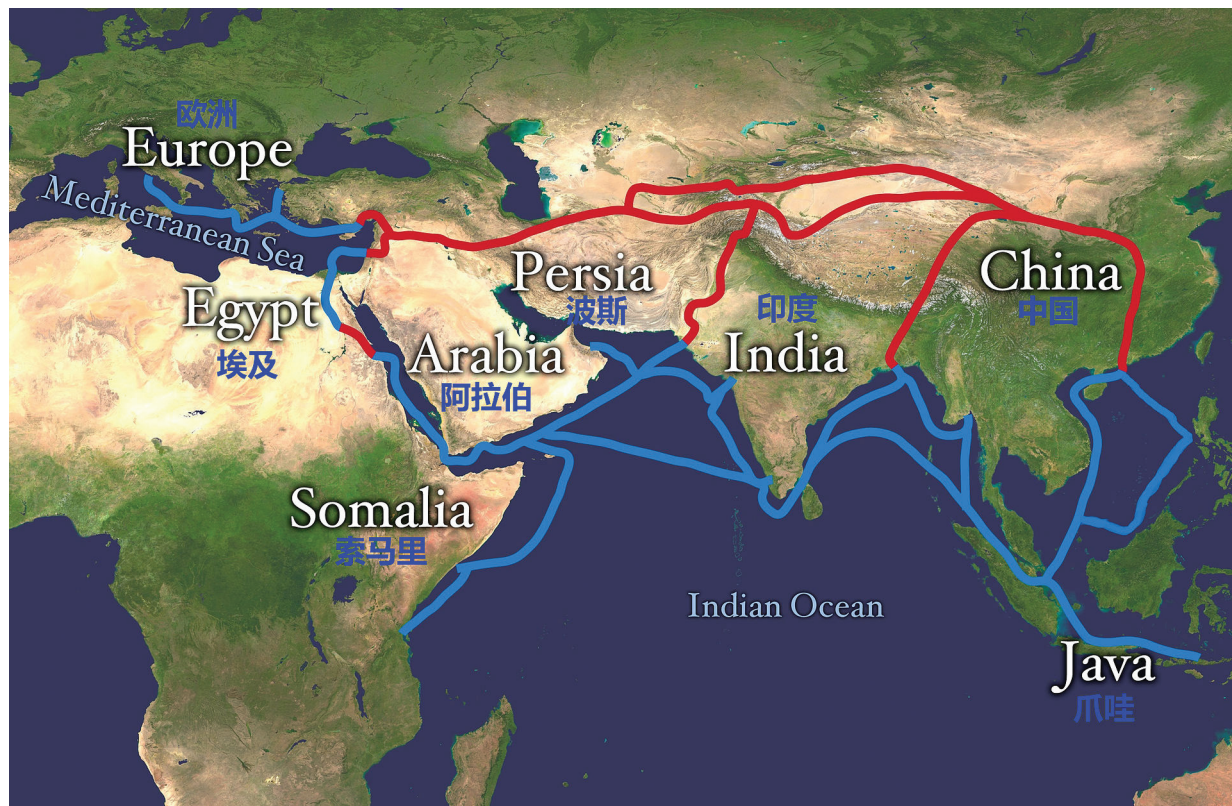 欧洲
Europe
Mediterranean Sea
Egypt
埃及
Arabia
阿拉伯
Persia
波斯
印度
India
China
中国
Somalia
索马里
Indian Ocean
Java
爪哇